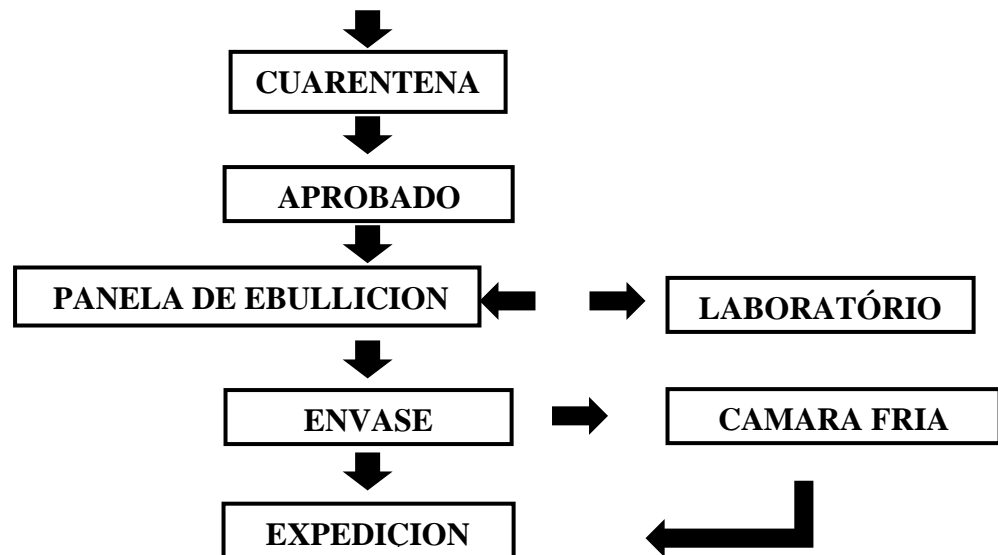 CUARENTENA
APROBADO
PANELA DE EBULLICION
LABORATÓRIO
ENVASE
CAMARA FRIA
EXPEDICION